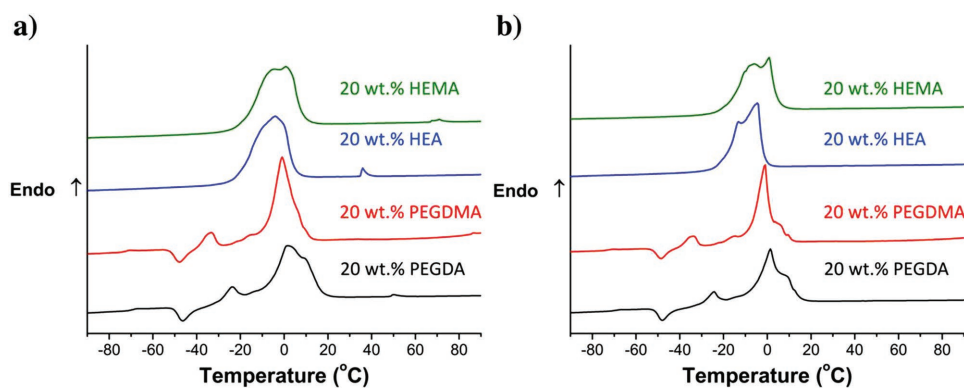 a)
20 wt.% HEMA
20 wt.% HEA
Endo ↑
20 wt.% PEGDMA
20 wt.% PEGDA
-80 -60 -40 -20 0 20 40 60 80
Temperature (°C)
b)
20 wt.% HEMA
20 wt.% HEA
Endo ↑
20 wt.% PEGDMA
20 wt.% PEGDA
-80 -60 -40 -20 0 20 40 60 80
Temperature (°C)